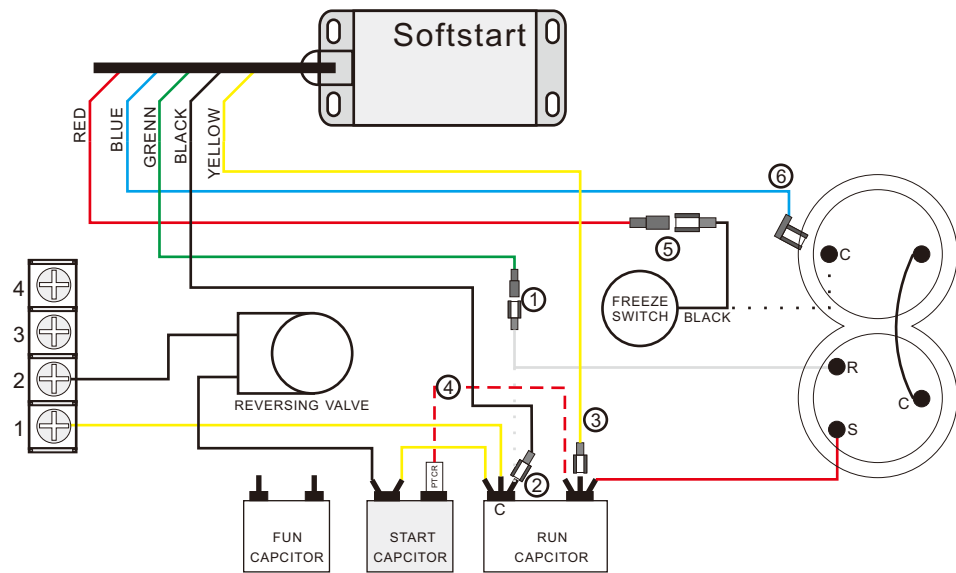 Softstart
RED
BLUE
GRENN
BLACK
YELLOW
6
5
C
FREEZE
SWITCH
BLACK
1
4
3
2
1
REVERSING VALVE
4
R
C
S
3
PTCR
2
C
FUN
CAPCITOR
START
CAPCITOR
RUN
CAPCITOR